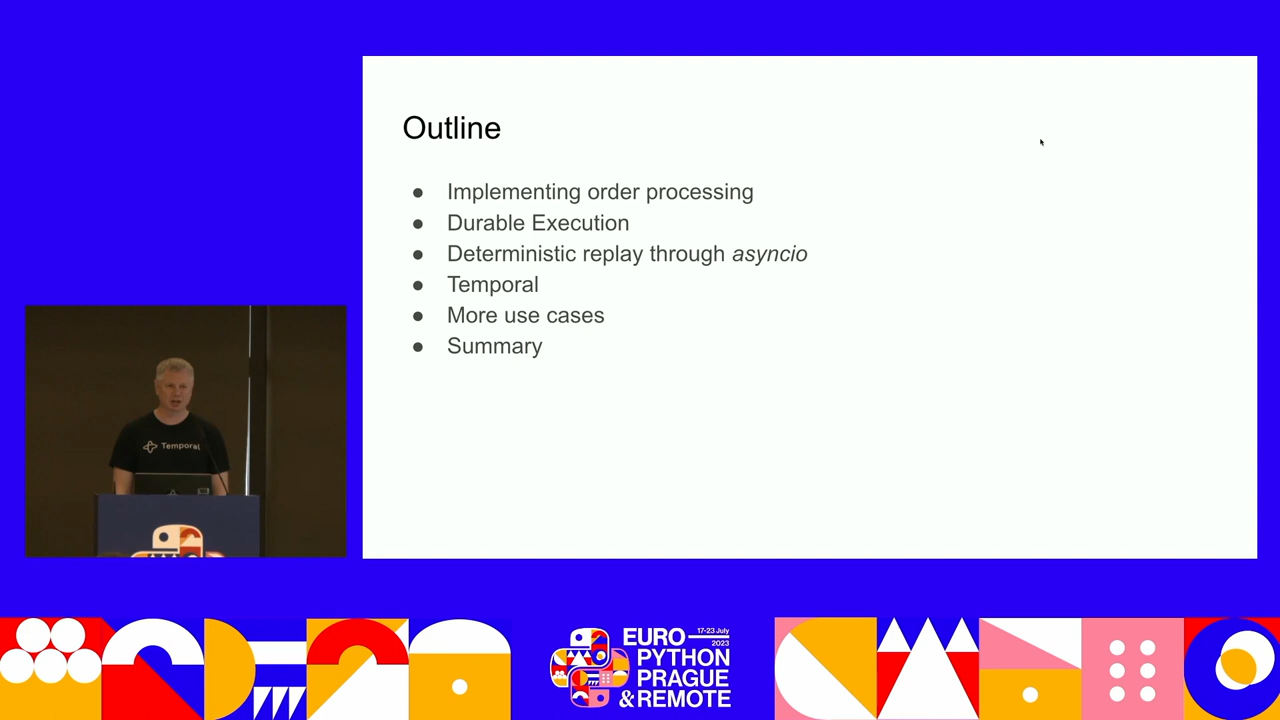 Outline
● Implementing order processing
● Durable Execution
● Deterministic replay through asyncio
● Temporal
● More use cases
● Summary
Temporal
EURO 17-23 July 2023
PYTHON
PRAGUE
& REMOTE